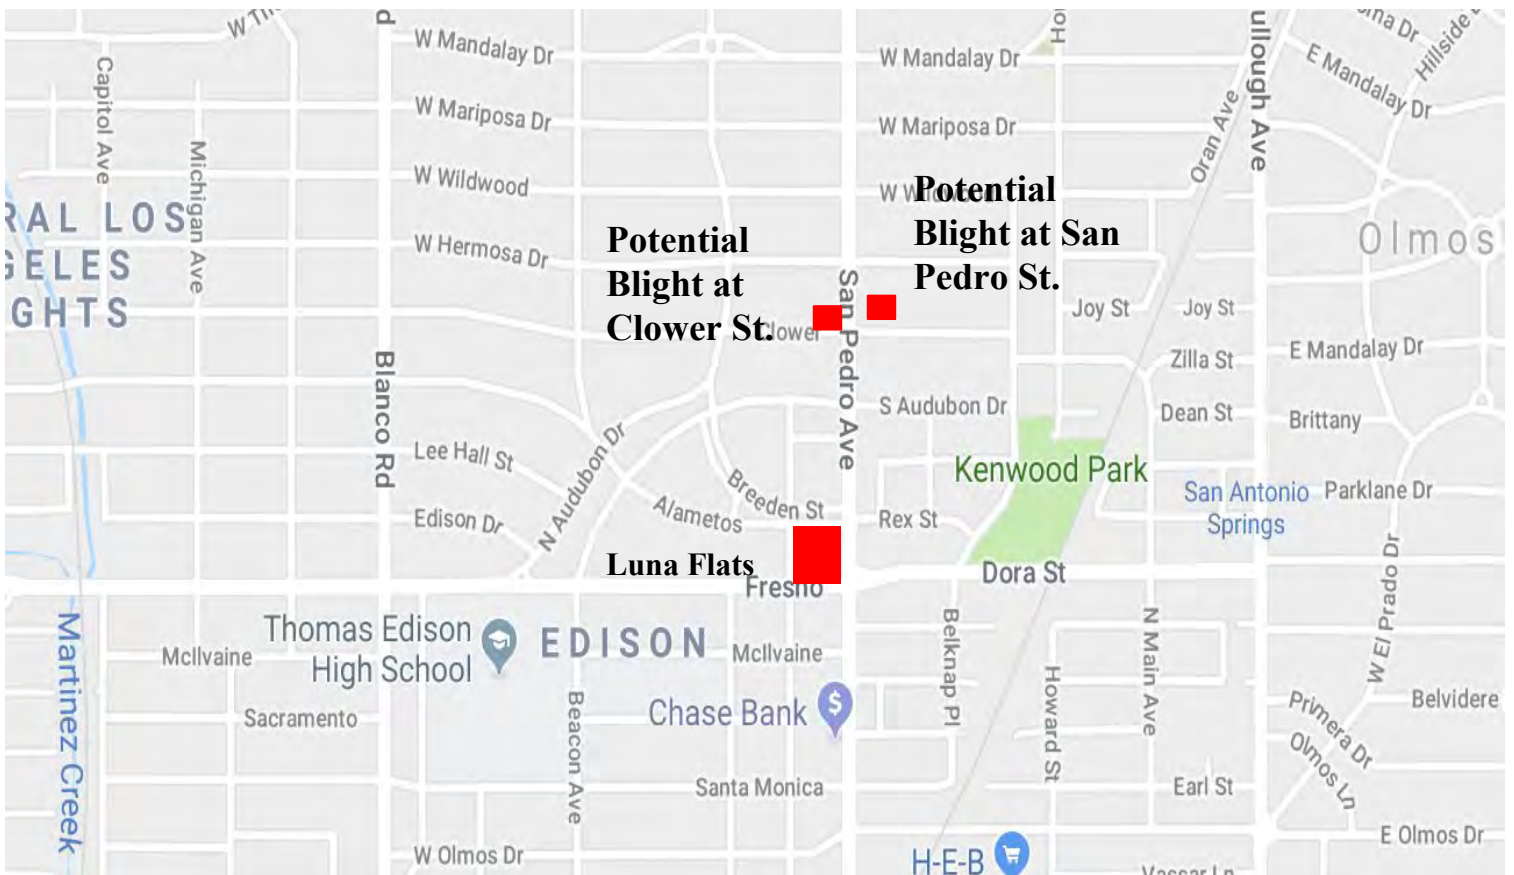 W Mandalay Dr
W Mandalay Dr
E Mandalay Dr
Hillside
ullough Ave
Capitol Ave
W Mariposa Dr
W Mariposa Dr
Oran Ave
Michigan Ave
W Wildwood
Potential
Blight at San
Pedro St.
RAL LOS
GELES
GHTS
Potential
Blight at
Clower St.
W Hermosa Dr
Olmos
San Pedro Ave
Clower
Joy St
Joy St
Blanco Rd
Zilla St
E Mandalay Dr
S Audubon Dr
Dean St
Brittany
Lee Hall St
N Audubon Dr
Kenwood Park
Breeden St
Alametos
San Antonio
Springs
Parklane Dr
Edison Dr
Rex St
Luna Flats
Fresno
Dora St
W El Prado Dr
Martinez Creek
Thomas Edison
High School
EDISON
McIlvaine
McIlvaine
Belknap Pl
N Main Ave
Howard St
Chase Bank
Sacramento
Beacon Ave
Belvidere
Primera Dr
Olmos Ln
Santa Monica
Earl St
W Olmos Dr
E Olmos Dr
H-E-B